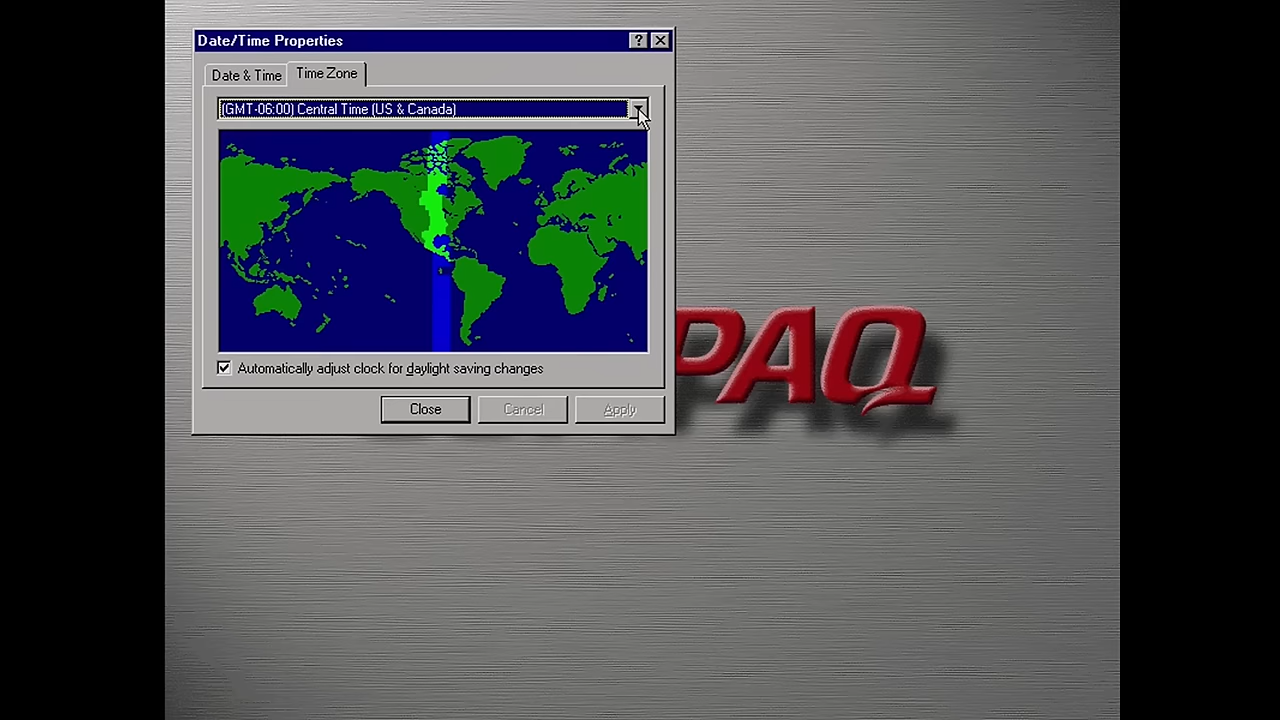 Date/Time Properties
Date & Time
Time Zone
(GMT-06:00) Central Time (US & Canada)
PAQ
Automatically adjust clock for daylight saving changes
Close
Cancel
Apply